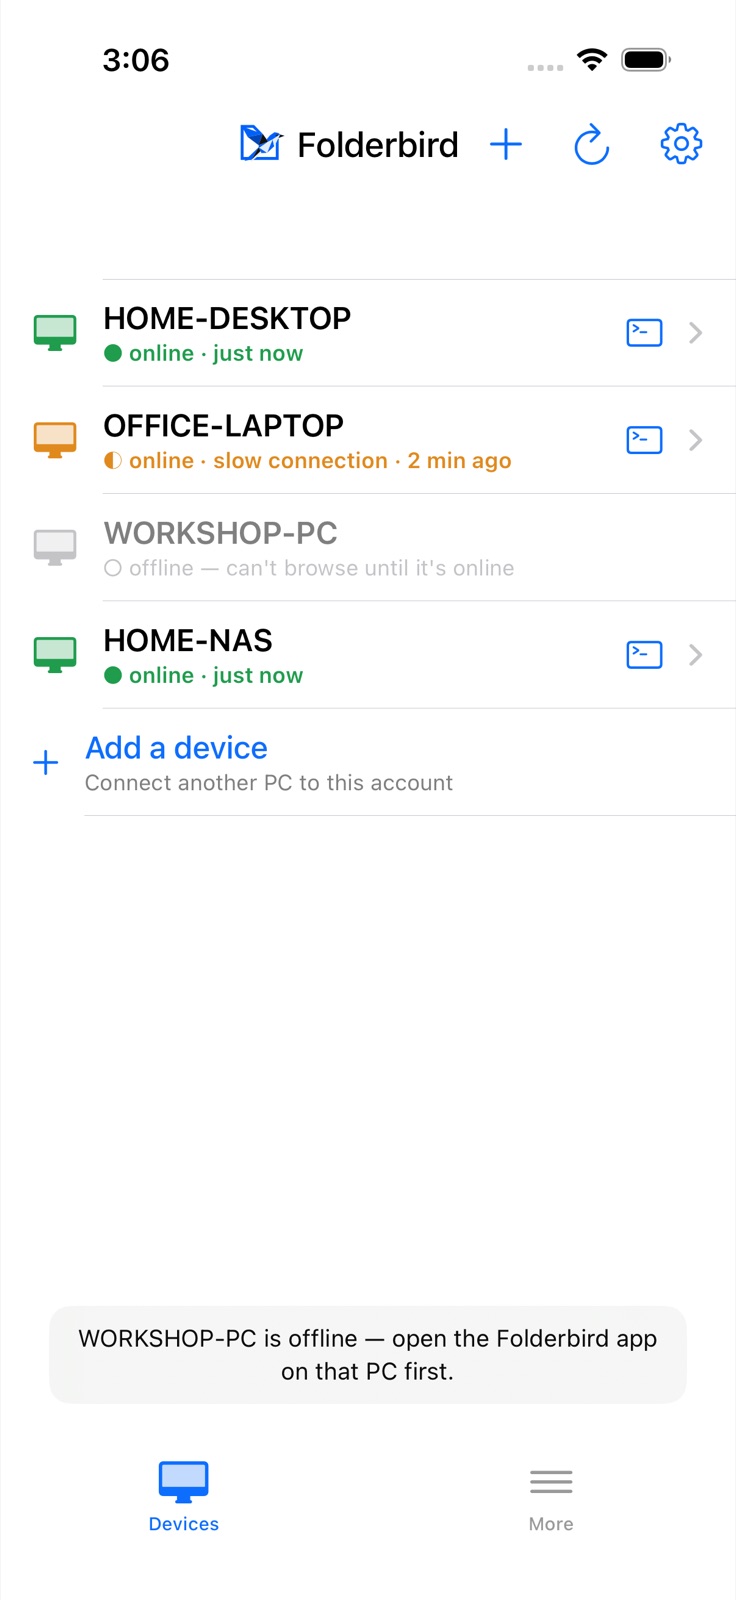 3:06
Folderbird
HOME-DESKTOP
online · just now
OFFICE-LAPTOP
online · slow connection · 2 min ago
WORKSHOP-PC
offline — can't browse until it's online
HOME-NAS
online · just now
Add a device
Connect another PC to this account
WORKSHOP-PC is offline — open the Folderbird app
on that PC first.
Devices
More